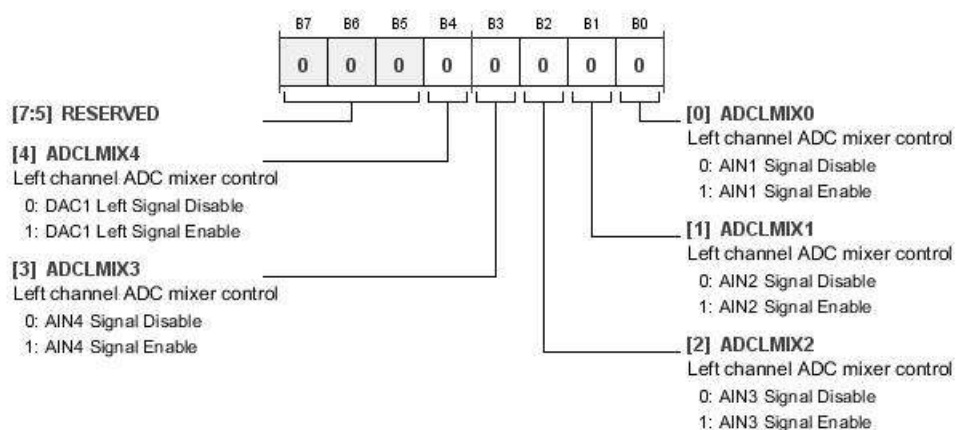 B7 B6 B5 B4 B3 B2 B1 B0
0 0 0 0 0 0 0 0
[7:5] RESERVED
[4] ADCLMIX4
Left channel ADC mixer control
0: DAC1 Left Signal Disable
1: DAC1 Left Signal Enable
[3] ADCLMIX3
Left channel ADC mixer control
0: AIN4 Signal Disable
1: AIN4 Signal Enable
[0] ADCLMIX0
Left channel ADC mixer control
0: AIN1 Signal Disable
1: AIN1 Signal Enable
[1] ADCLMIX1
Left channel ADC mixer control
0: AIN2 Signal Disable
1: AIN2 Signal Enable
[2] ADCLMIX2
Left channel ADC mixer control
0: AIN3 Signal Disable
1: AIN3 Signal Enable